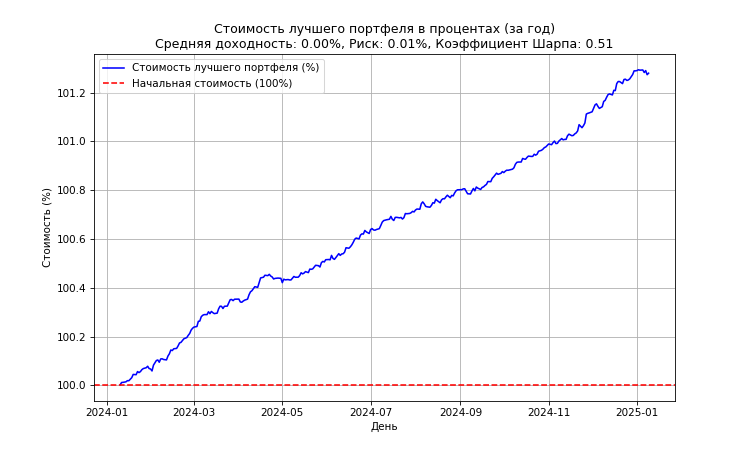 Стоимость лучшего портфеля в процентах (за год)
Средняя доходность: 0.00%, Риск: 0.01%, Коэффициент Шарпа: 0.51
Стоимость лучшего портфеля (%)
Начальная стоимость (100%)
Стоимость (%)
101.2
101.0
100.8
100.6
100.4
100.2
100.0
2024-01 2024-03 2024-05 2024-07 2024-09 2024-11 2025-01
День